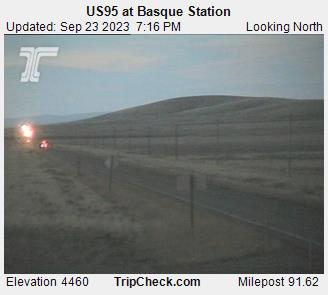 US95 at Basque Station
Updated: Sep 23 2023 7:16 PM Looking North
Elevation 4460 TripCheck.com Milepost 91.62